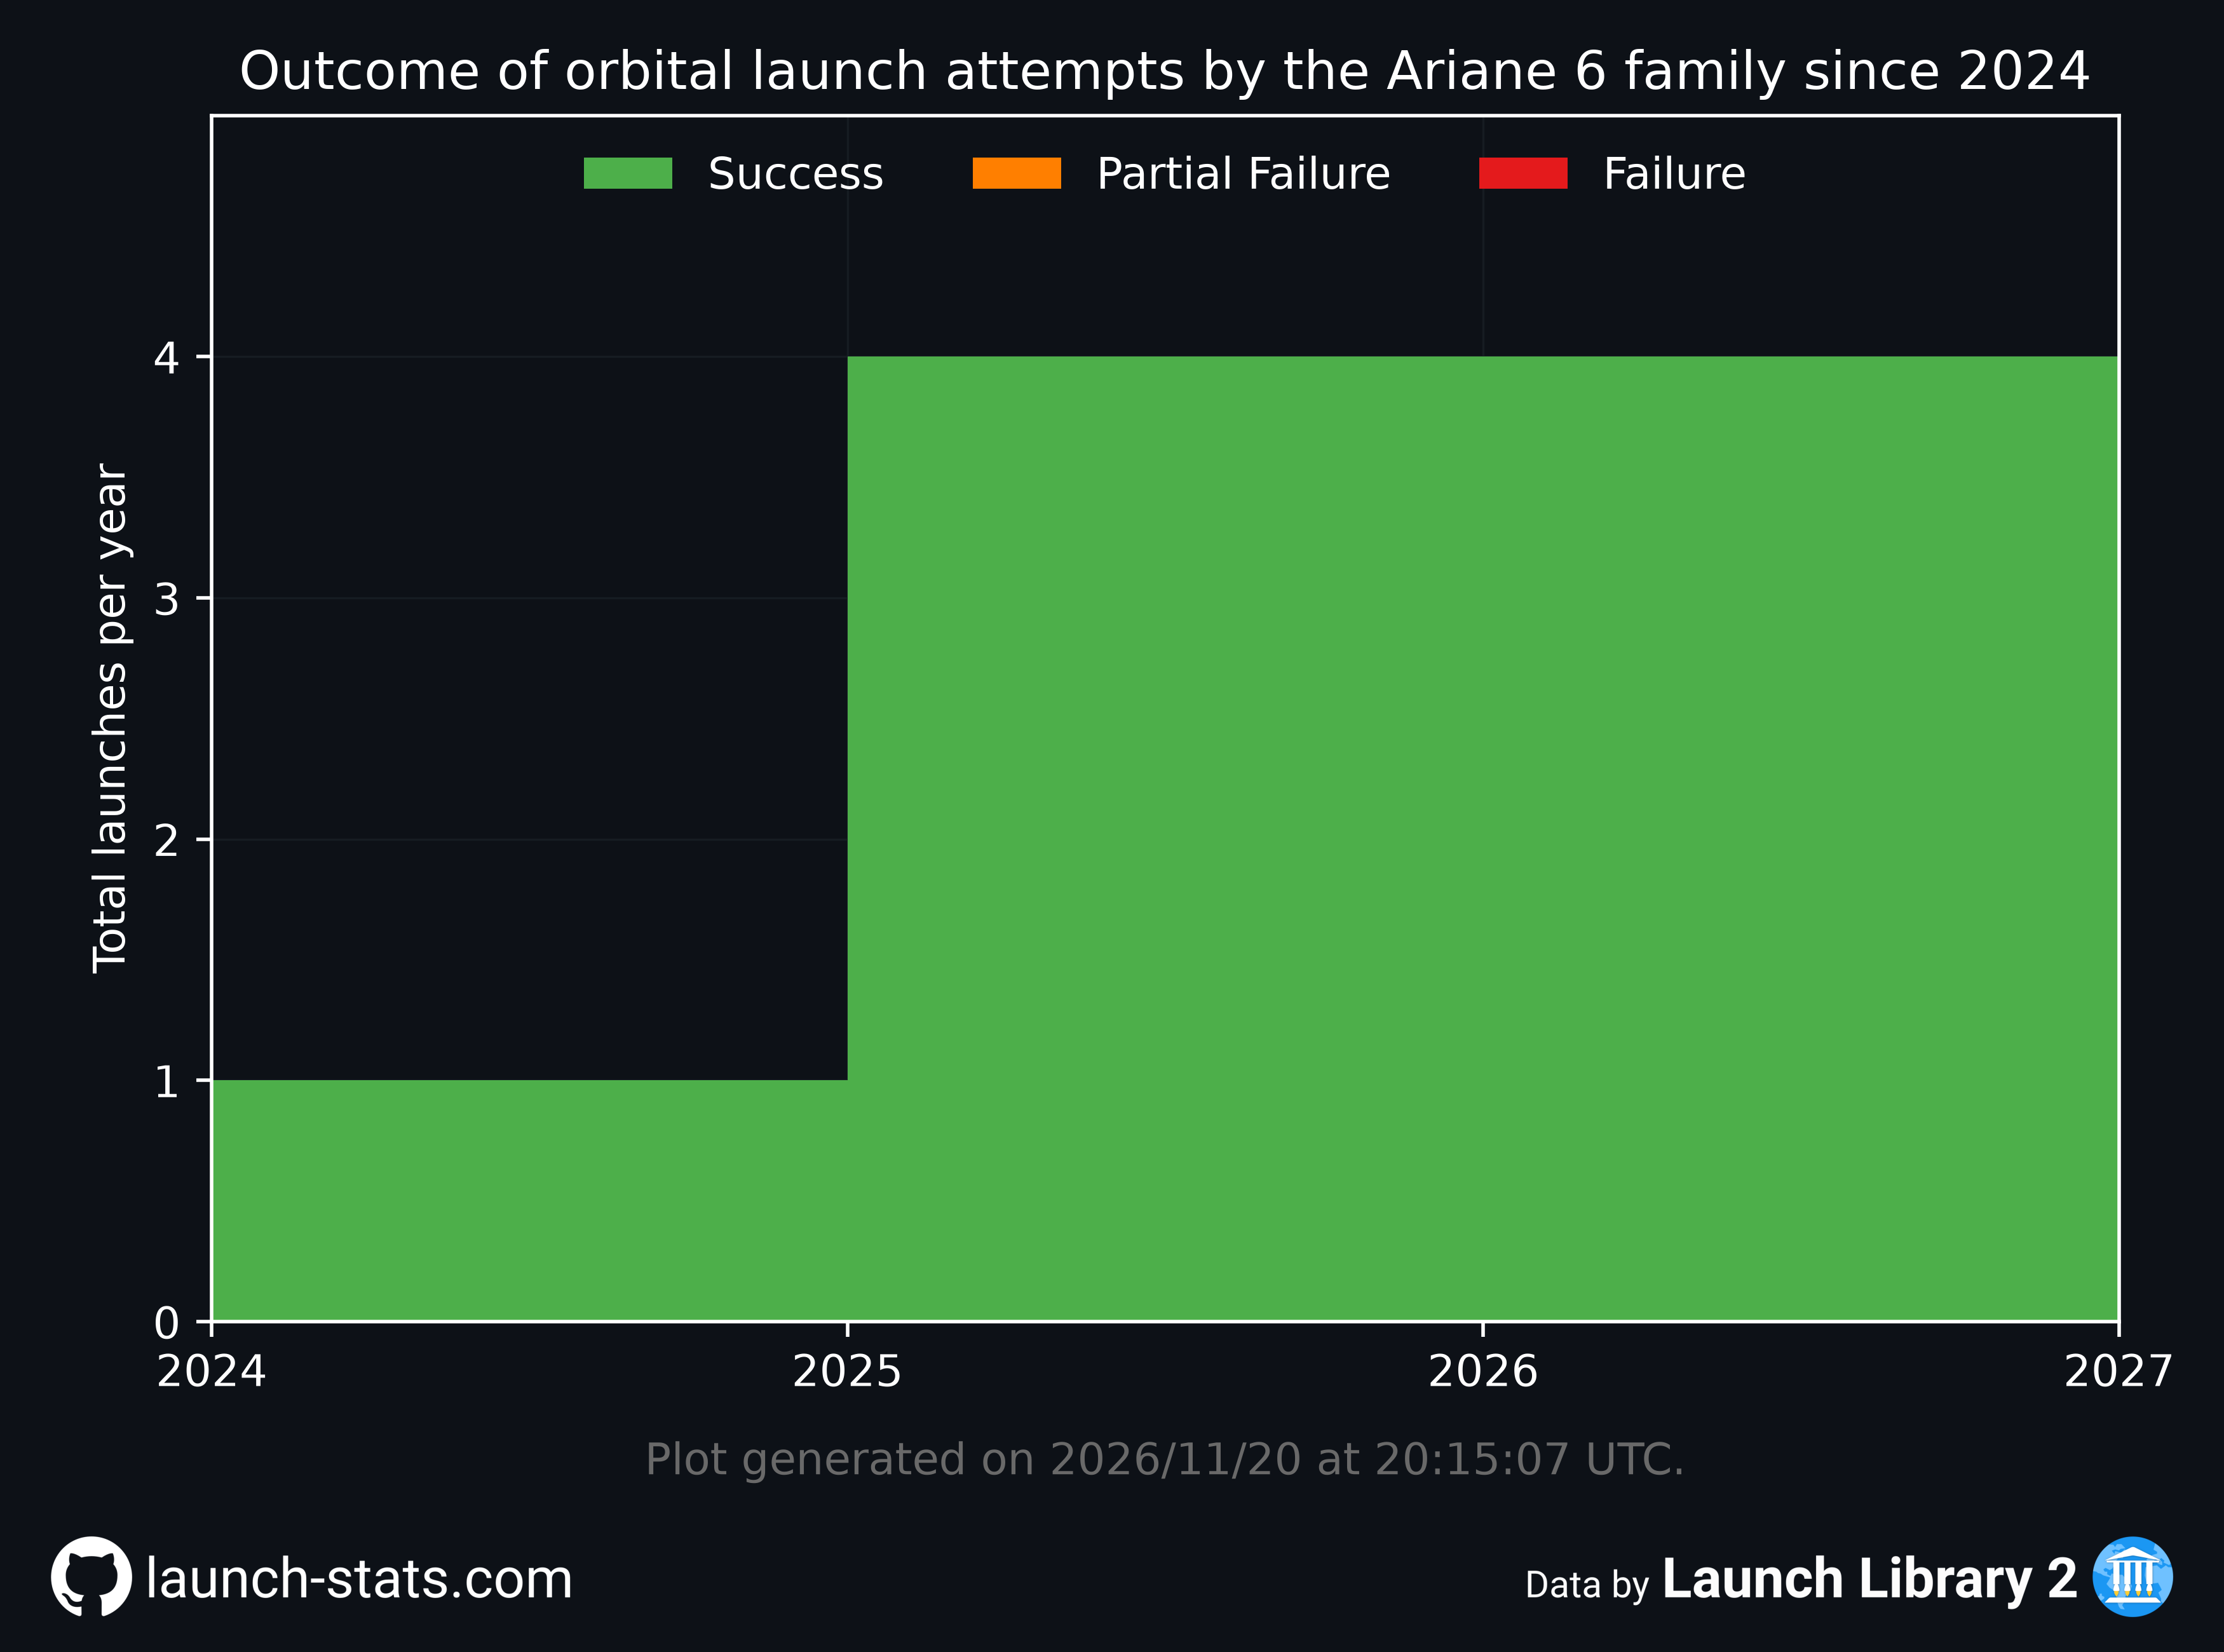 Outcome of orbital launch attempts by the Ariane 6 family since 2024
Success Partial Failure Failure
Total launches per year
4
3
2
1
0
2024 2025 2026 2027
Plot generated on 2026/11/20 at 20:15:07 UTC.
launch-stats.com
Data by Launch Library 2